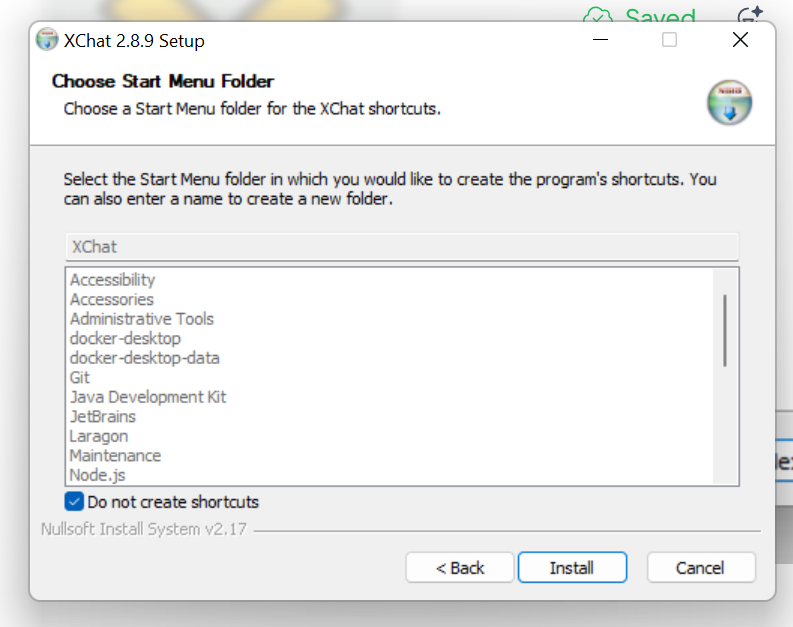 Saved
XChat 2.8.9 Setup
Choose Start Menu Folder
Choose a Start Menu folder for the XChat shortcuts.
Select the Start Menu folder in which you would like to create the program's shortcuts. You
can also enter a name to create a new folder.
XChat
Accessibility
Accessories
Administrative Tools
docker-desktop
docker-desktop-data
Git
Java Development Kit
JetBrains
Laragon
Maintenance
Node.js
Do not create shortcuts
Nullsoft Install System v2.17
< Back
Install
Cancel